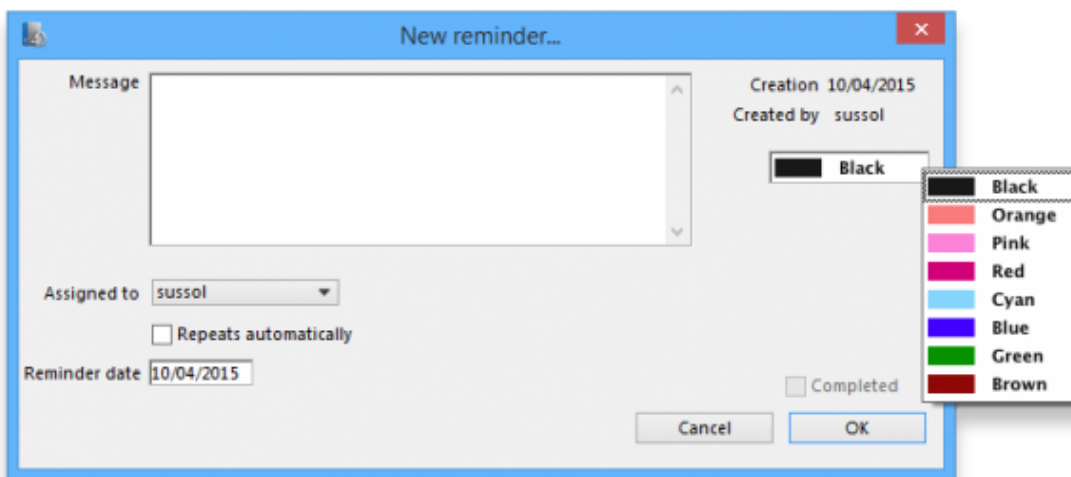 New reminder...
Message
Creation 10/04/2015
Created by sussol
Black
Black
Orange
Pink
Red
Cyan
Blue
Green
Brown
Assigned to sussol
Repeats automatically
Reminder date 10/04/2015
Completed
Cancel OK